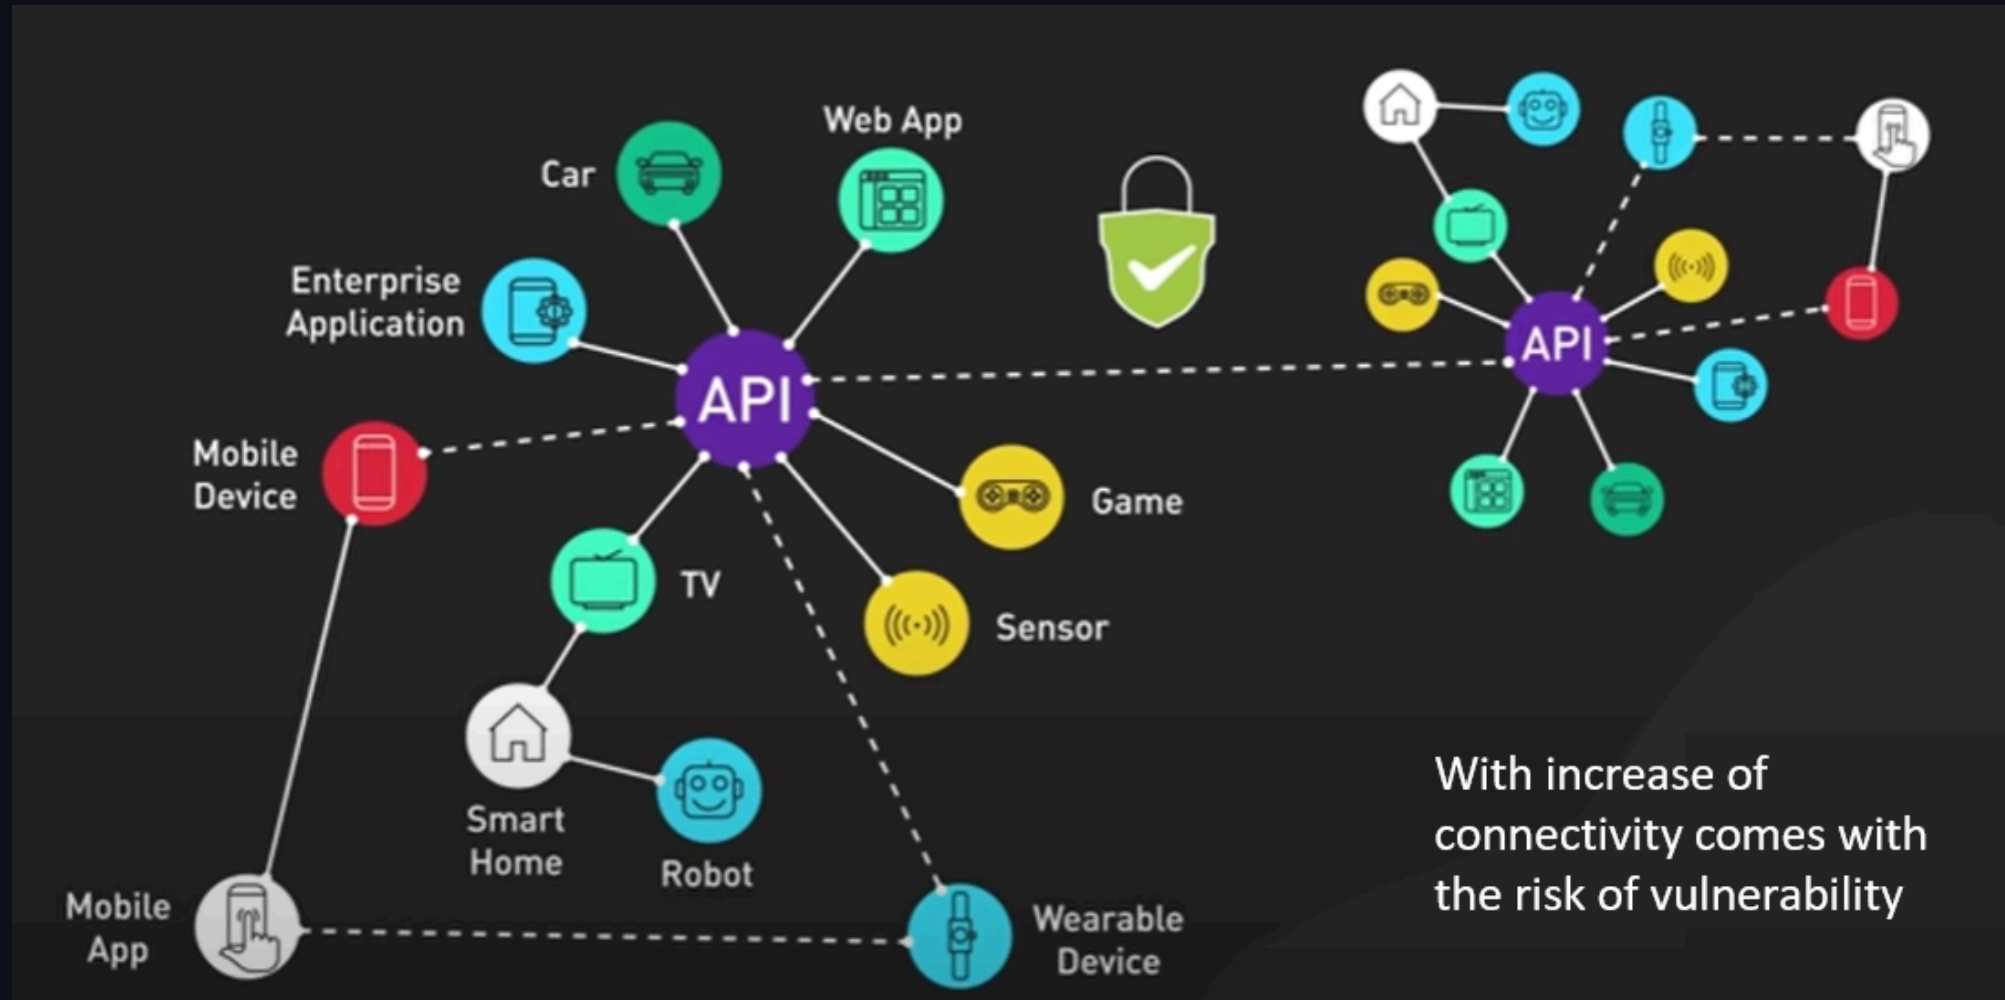 Web App
Car
Enterprise
Application
API
API
Mobile
Device
Game
TV
Sensor
Smart
Home
Robot
Mobile
App
Wearable
Device
With increase of
connectivity comes with
the risk of vulnerability